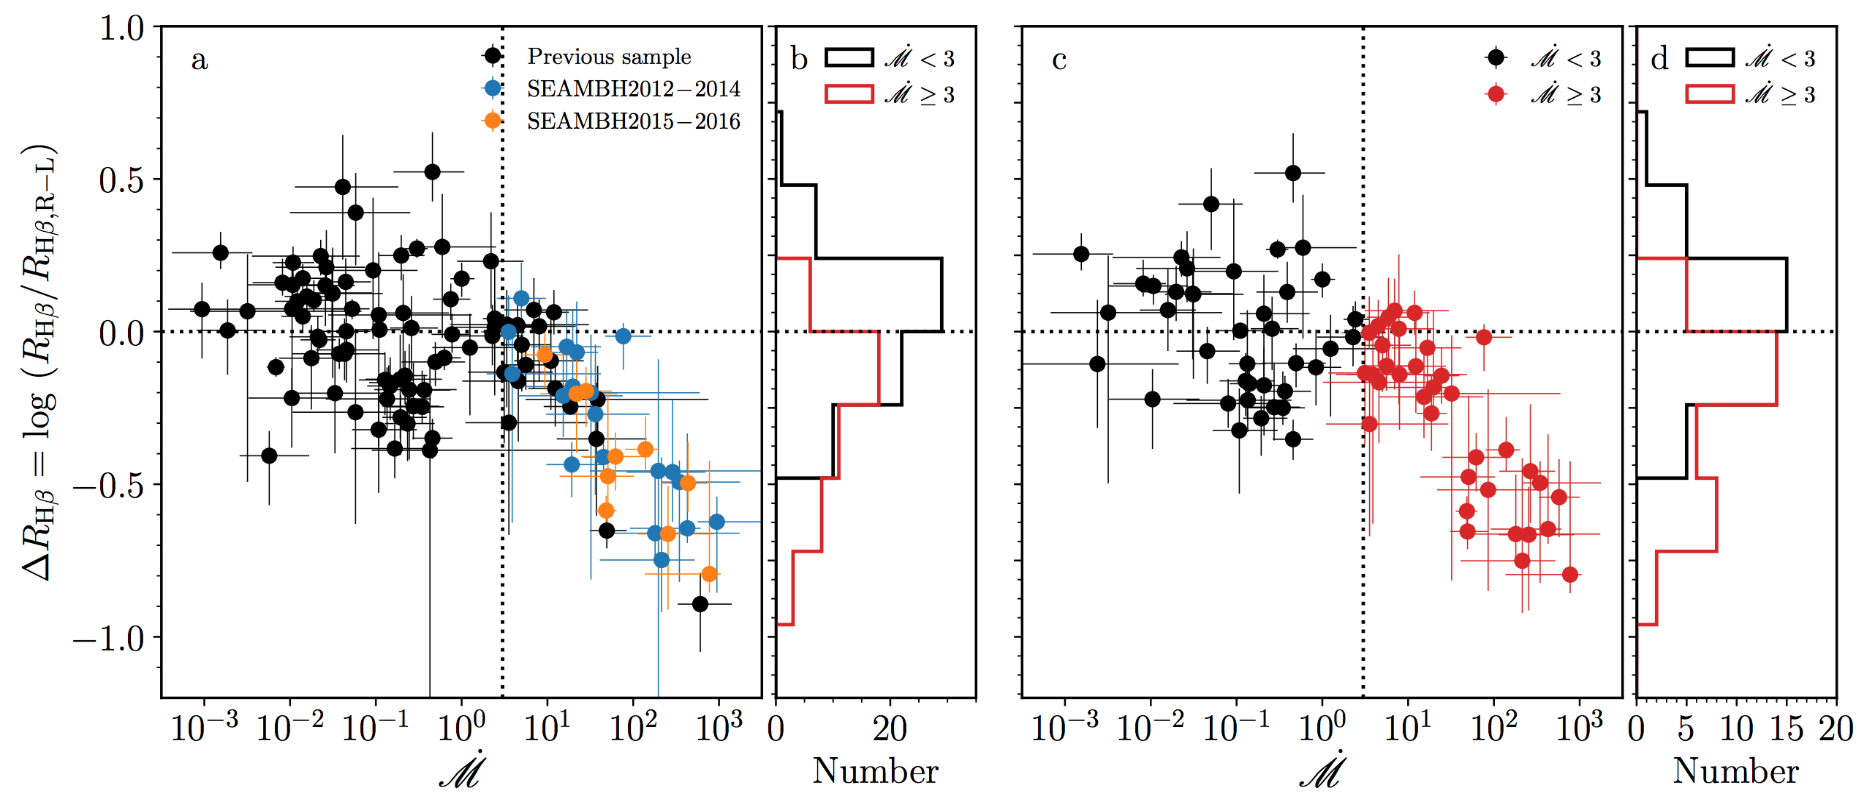 ΔR_Hβ = log (R_Hβ/R_Hβ,R−L)
1.0
0.5
0.0
−0.5
−1.0
a
Previous sample
SEAMBH2012−2014
SEAMBH2015−2016
10⁻³ 10⁻² 10⁻¹ 10⁰ 10¹ 10² 10³
ℳ̇
b
ℳ̇ < 3
ℳ̇ ≥ 3
0 20
Number
c
ℳ̇ < 3
ℳ̇ ≥ 3
10⁻³ 10⁻² 10⁻¹ 10⁰ 10¹ 10² 10³
ℳ̇
d
ℳ̇ < 3
ℳ̇ ≥ 3
0 5 10 15 20
Number